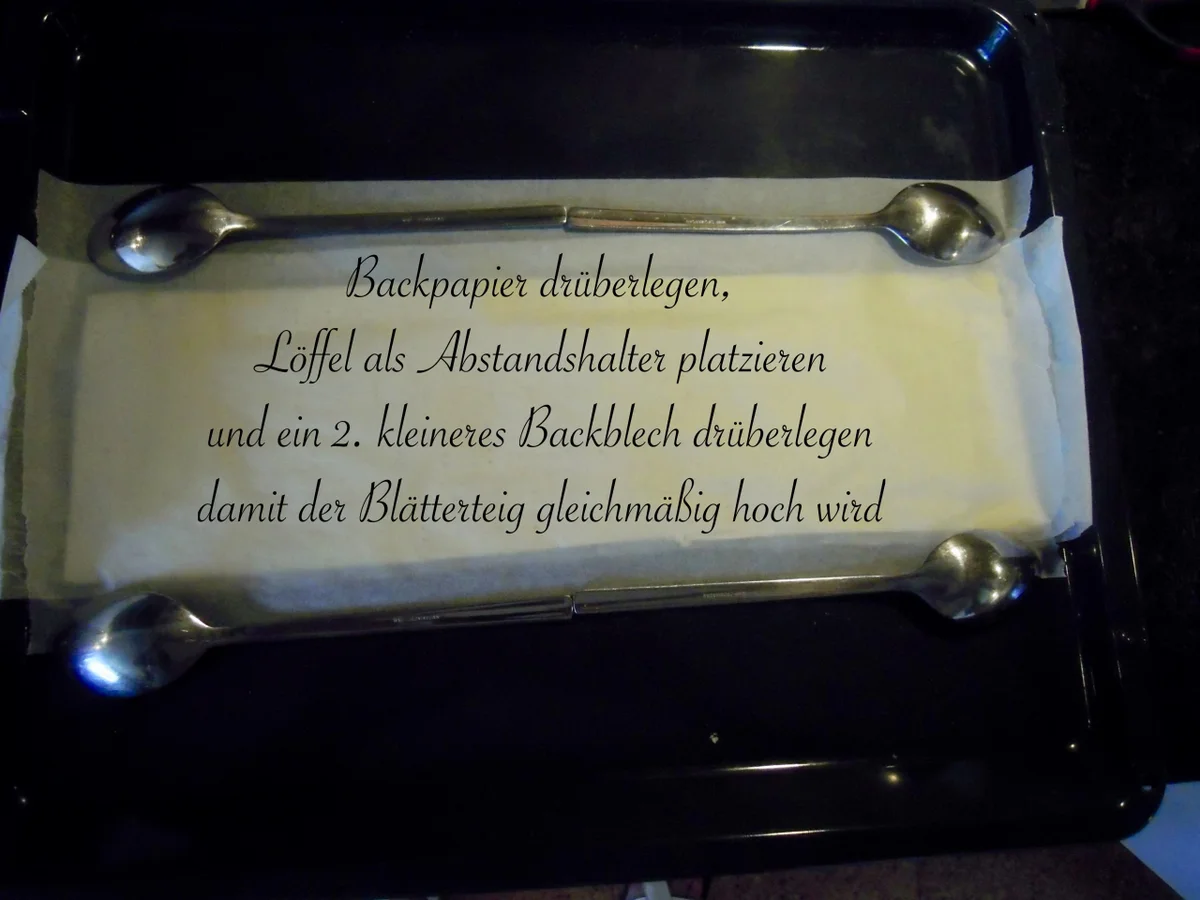 Backpapier drüberlegen,
Löffel als Abstandshalter platzieren
und ein 2. kleineres Backblech drüberlegen
damit der Blätterteig gleichmäßig hoch wird